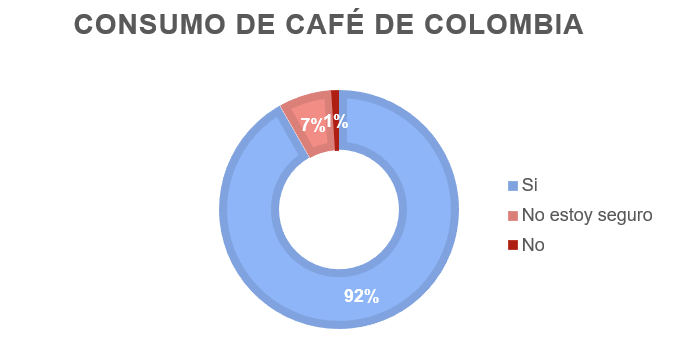 CONSUMO DE CAFÉ DE COLOMBIA
7%
1%
92%
Si
No estoy seguro
No